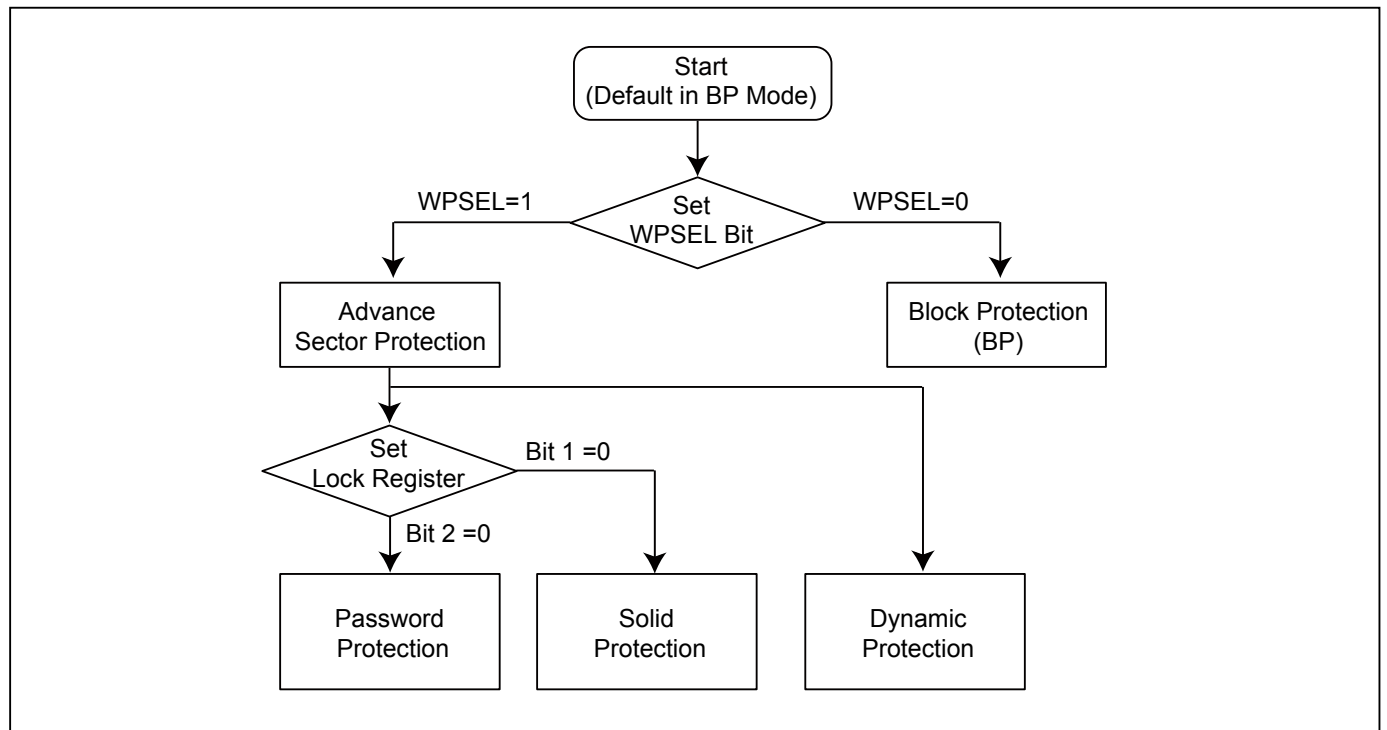 Start
(Default in BP Mode)
WPSEL=1
Set
WPSEL Bit
WPSEL=0
Advance
Sector Protection
Block Protection
(BP)
Set
Lock Register
Bit 1 =0
Bit 2 =0
Password
Protection
Solid
Protection
Dynamic
Protection